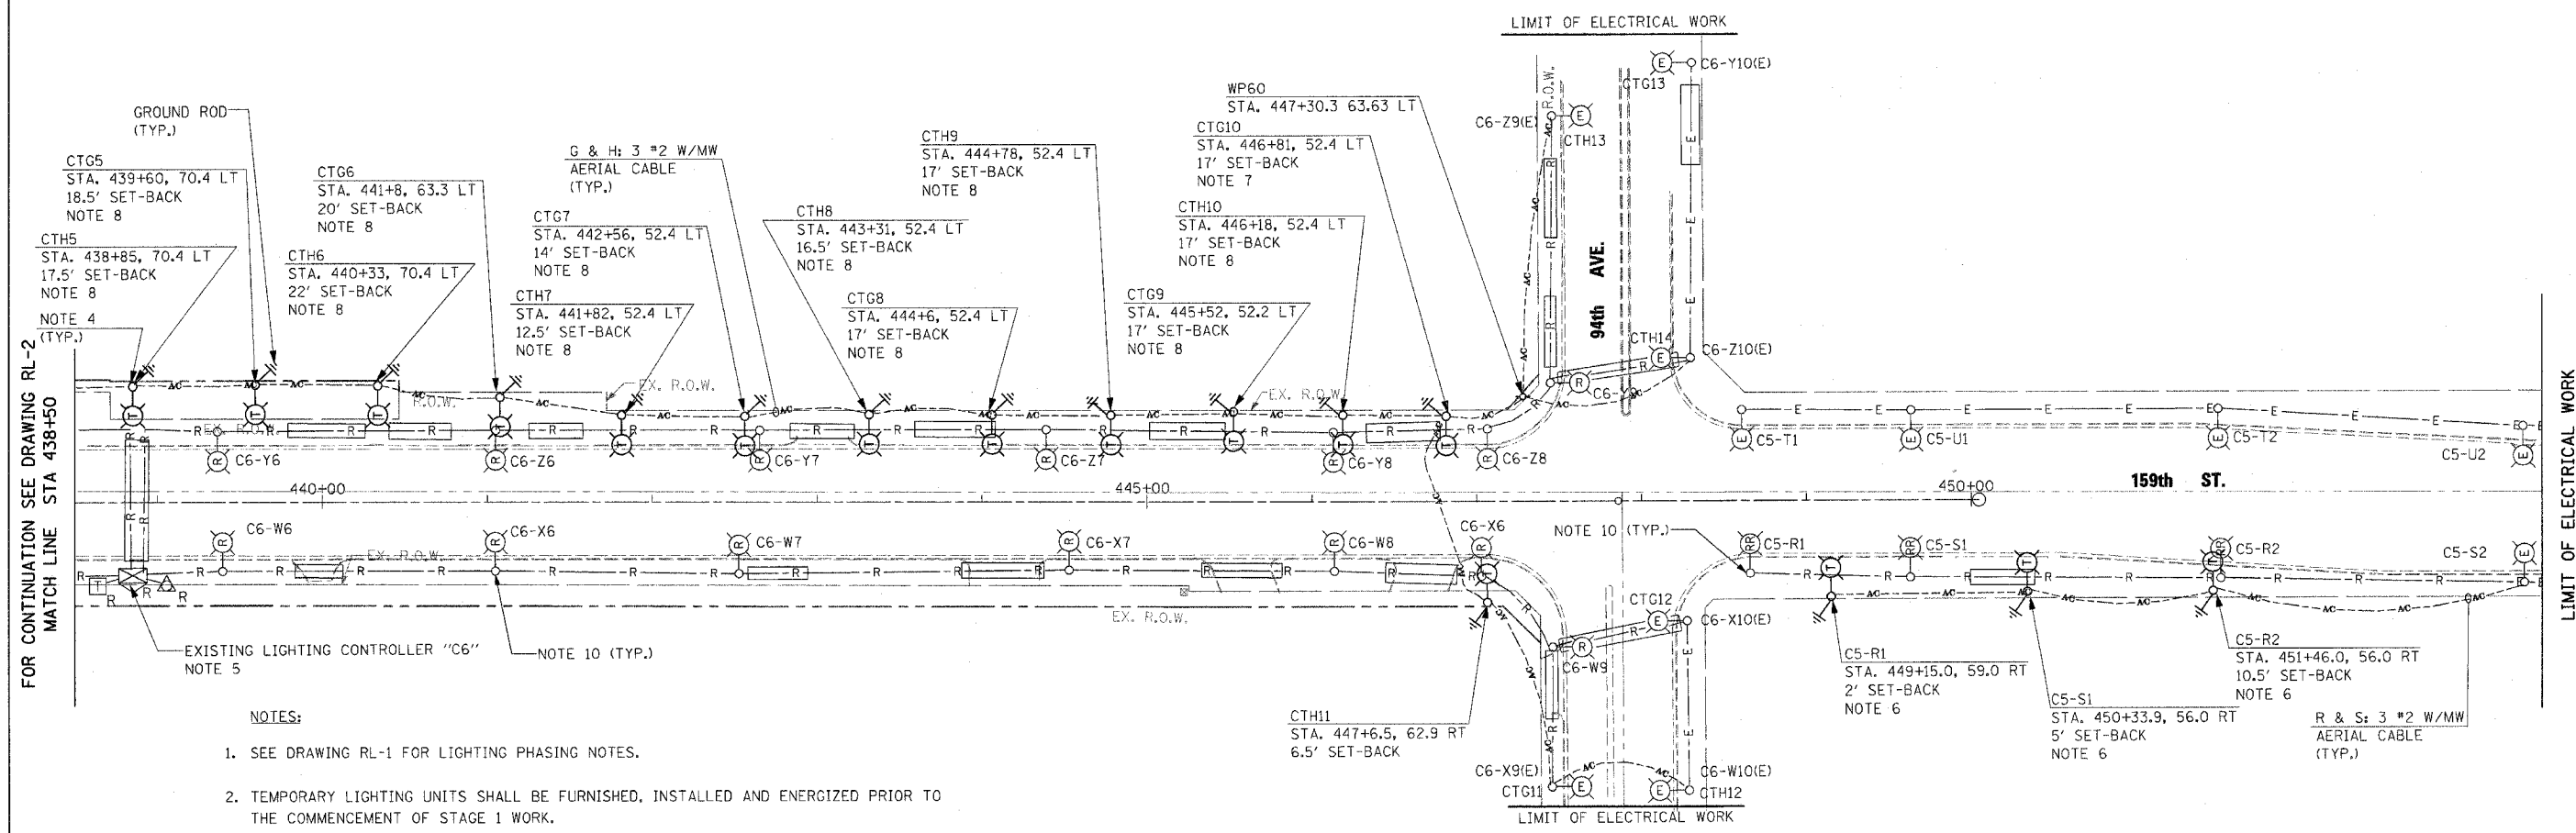 LIMIT OF ELECTRICAL WORK
FOR CONTINUATION SEE DRAWING RL-2
MATCH LINE STA 438+50
GROUND ROD
(TYP.)
CTH5
STA. 438+85, 70.4 LT
17.5' SET-BACK
NOTE 8
NOTE 4
(TYP.)
CTG5
STA. 439+60, 70.4 LT
18.5' SET-BACK
NOTE 8
CTH6
STA. 440+33, 70.4 LT
22' SET-BACK
NOTE 8
CTG6
STA. 441+8, 63.3 LT
20' SET-BACK
NOTE 8
CTH7
STA. 441+82, 52.4 LT
12.5' SET-BACK
NOTE 8
CTG7
STA. 442+56, 52.4 LT
14' SET-BACK
NOTE 8
G & H: 3 #2 W/MW
AERIAL CABLE
(TYP.)
CTH8
STA. 443+31, 52.4 LT
16.5' SET-BACK
NOTE 8
CTG8
STA. 444+6, 52.4 LT
17' SET-BACK
NOTE 8
CTH9
STA. 444+78, 52.4 LT
17' SET-BACK
NOTE 8
CTG9
STA. 445+52, 52.2 LT
17' SET-BACK
NOTE 8
CTH10
STA. 446+18, 52.4 LT
17' SET-BACK
NOTE 8
CTG10
STA. 446+81, 52.4 LT
17' SET-BACK
NOTE 7
WP60
STA. 447+30.3 63.63 LT
R.O.W.
C6-Z9(E)
CTH13
CTG13
C6-Y10(E)
94th AVE.
CTH14
C6-Z10(E)
EX. R.O.W.
R.O.W.
EX. R.O.W.
EX. R.O.W.
C6-Y6
C6-Z6
C6-Y7
C6-Z7
C6-Y8
C6-Z8
C5-T1
C5-U1
C5-T2
C5-U2
440+00
445+00
450+00
159th ST.
C6-W6
C6-X6
C6-W7
C6-X7
C6-W8
C6-X6
NOTE 10 (TYP.)
C5-R1
C5-S1
C5-R2
C5-S2
EX. R.O.W.
EX. R.O.W.
EXISTING LIGHTING CONTROLLER "C6"
NOTE 5
NOTE 10 (TYP.)
CTG12
C6-X10(E)
C6-W9
CTH11
STA. 447+6.5, 62.9 RT
6.5' SET-BACK
C5-R1
STA. 449+15.0, 59.0 RT
2' SET-BACK
NOTE 6
C5-S1
STA. 450+33.9, 56.0 RT
5' SET-BACK
NOTE 6
C5-R2
STA. 451+46.0, 56.0 RT
10.5' SET-BACK
NOTE 6
R & S: 3 #2 W/MW
AERIAL CABLE
(TYP.)
C6-X9(E)
CTG11
C6-W10(E)
CTH12
LIMIT OF ELECTRICAL WORK
LIMIT OF ELECTRICAL WORK
NOTES:
1. SEE DRAWING RL-1 FOR LIGHTING PHASING NOTES.
2. TEMPORARY LIGHTING UNITS SHALL BE FURNISHED, INSTALLED AND ENERGIZED PRIOR TO
THE COMMENCEMENT OF STAGE 1 WORK.